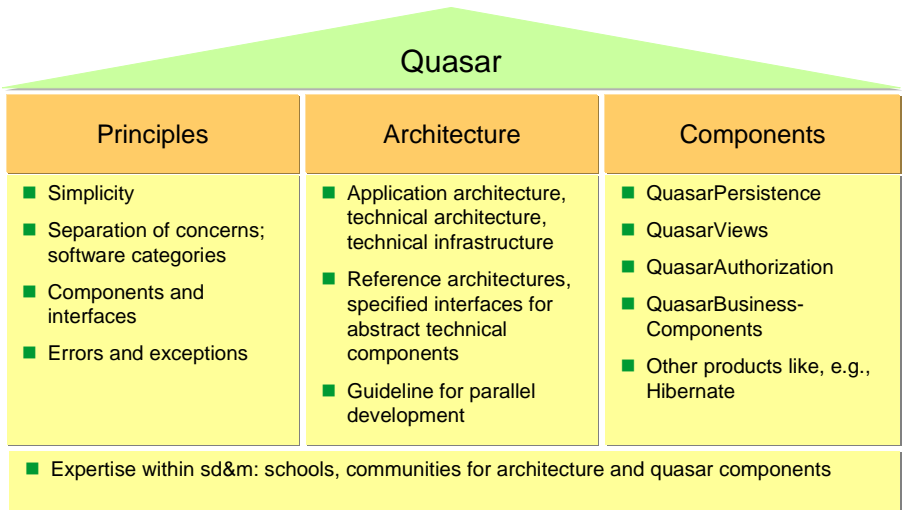 Quasar
Principles
Simplicity
Separation of concerns;
software categories
Components and
interfaces
Errors and exceptions
Architecture
Application architecture,
technical architecture,
technical infrastructure
Reference architectures,
specified interfaces for
abstract technical
components
Guideline for parallel
development
Components
QuasarPersistence
QuasarViews
QuasarAuthorization
QuasarBusiness-
Components
Other products like, e.g.,
Hibernate
Expertise within sd&m: schools, communities for architecture and quasar components